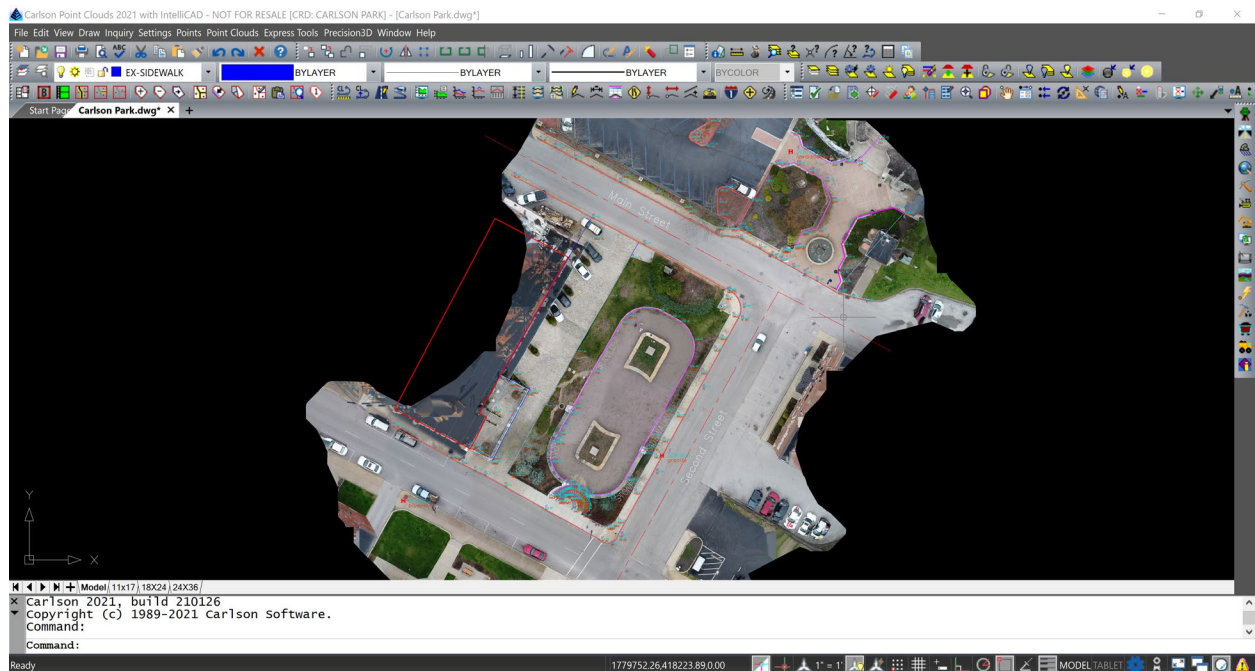 Carlson Point Clouds 2021 with IntelliCAD - NOT FOR RESALE [CRD: CARLSON PARK] - [Carlson Park.dwg*]
File Edit View Draw Inquiry Settings Points Point Clouds Express Tools Precision3D Window Help
EX-SIDEWALK BYLAYER BYLAYER BYLAYER BYCOLOR
Start Page Carlson Park.dwg*
Main Street
Second Street
Y
X
Model 11x17 18X24 24X36
Carlson 2021, build 210126
Copyright (c) 1989-2021 Carlson Software.
Command:
Command:
Ready 1779752.26,418223.89,0.00 1" = 1' MODEL TABLET